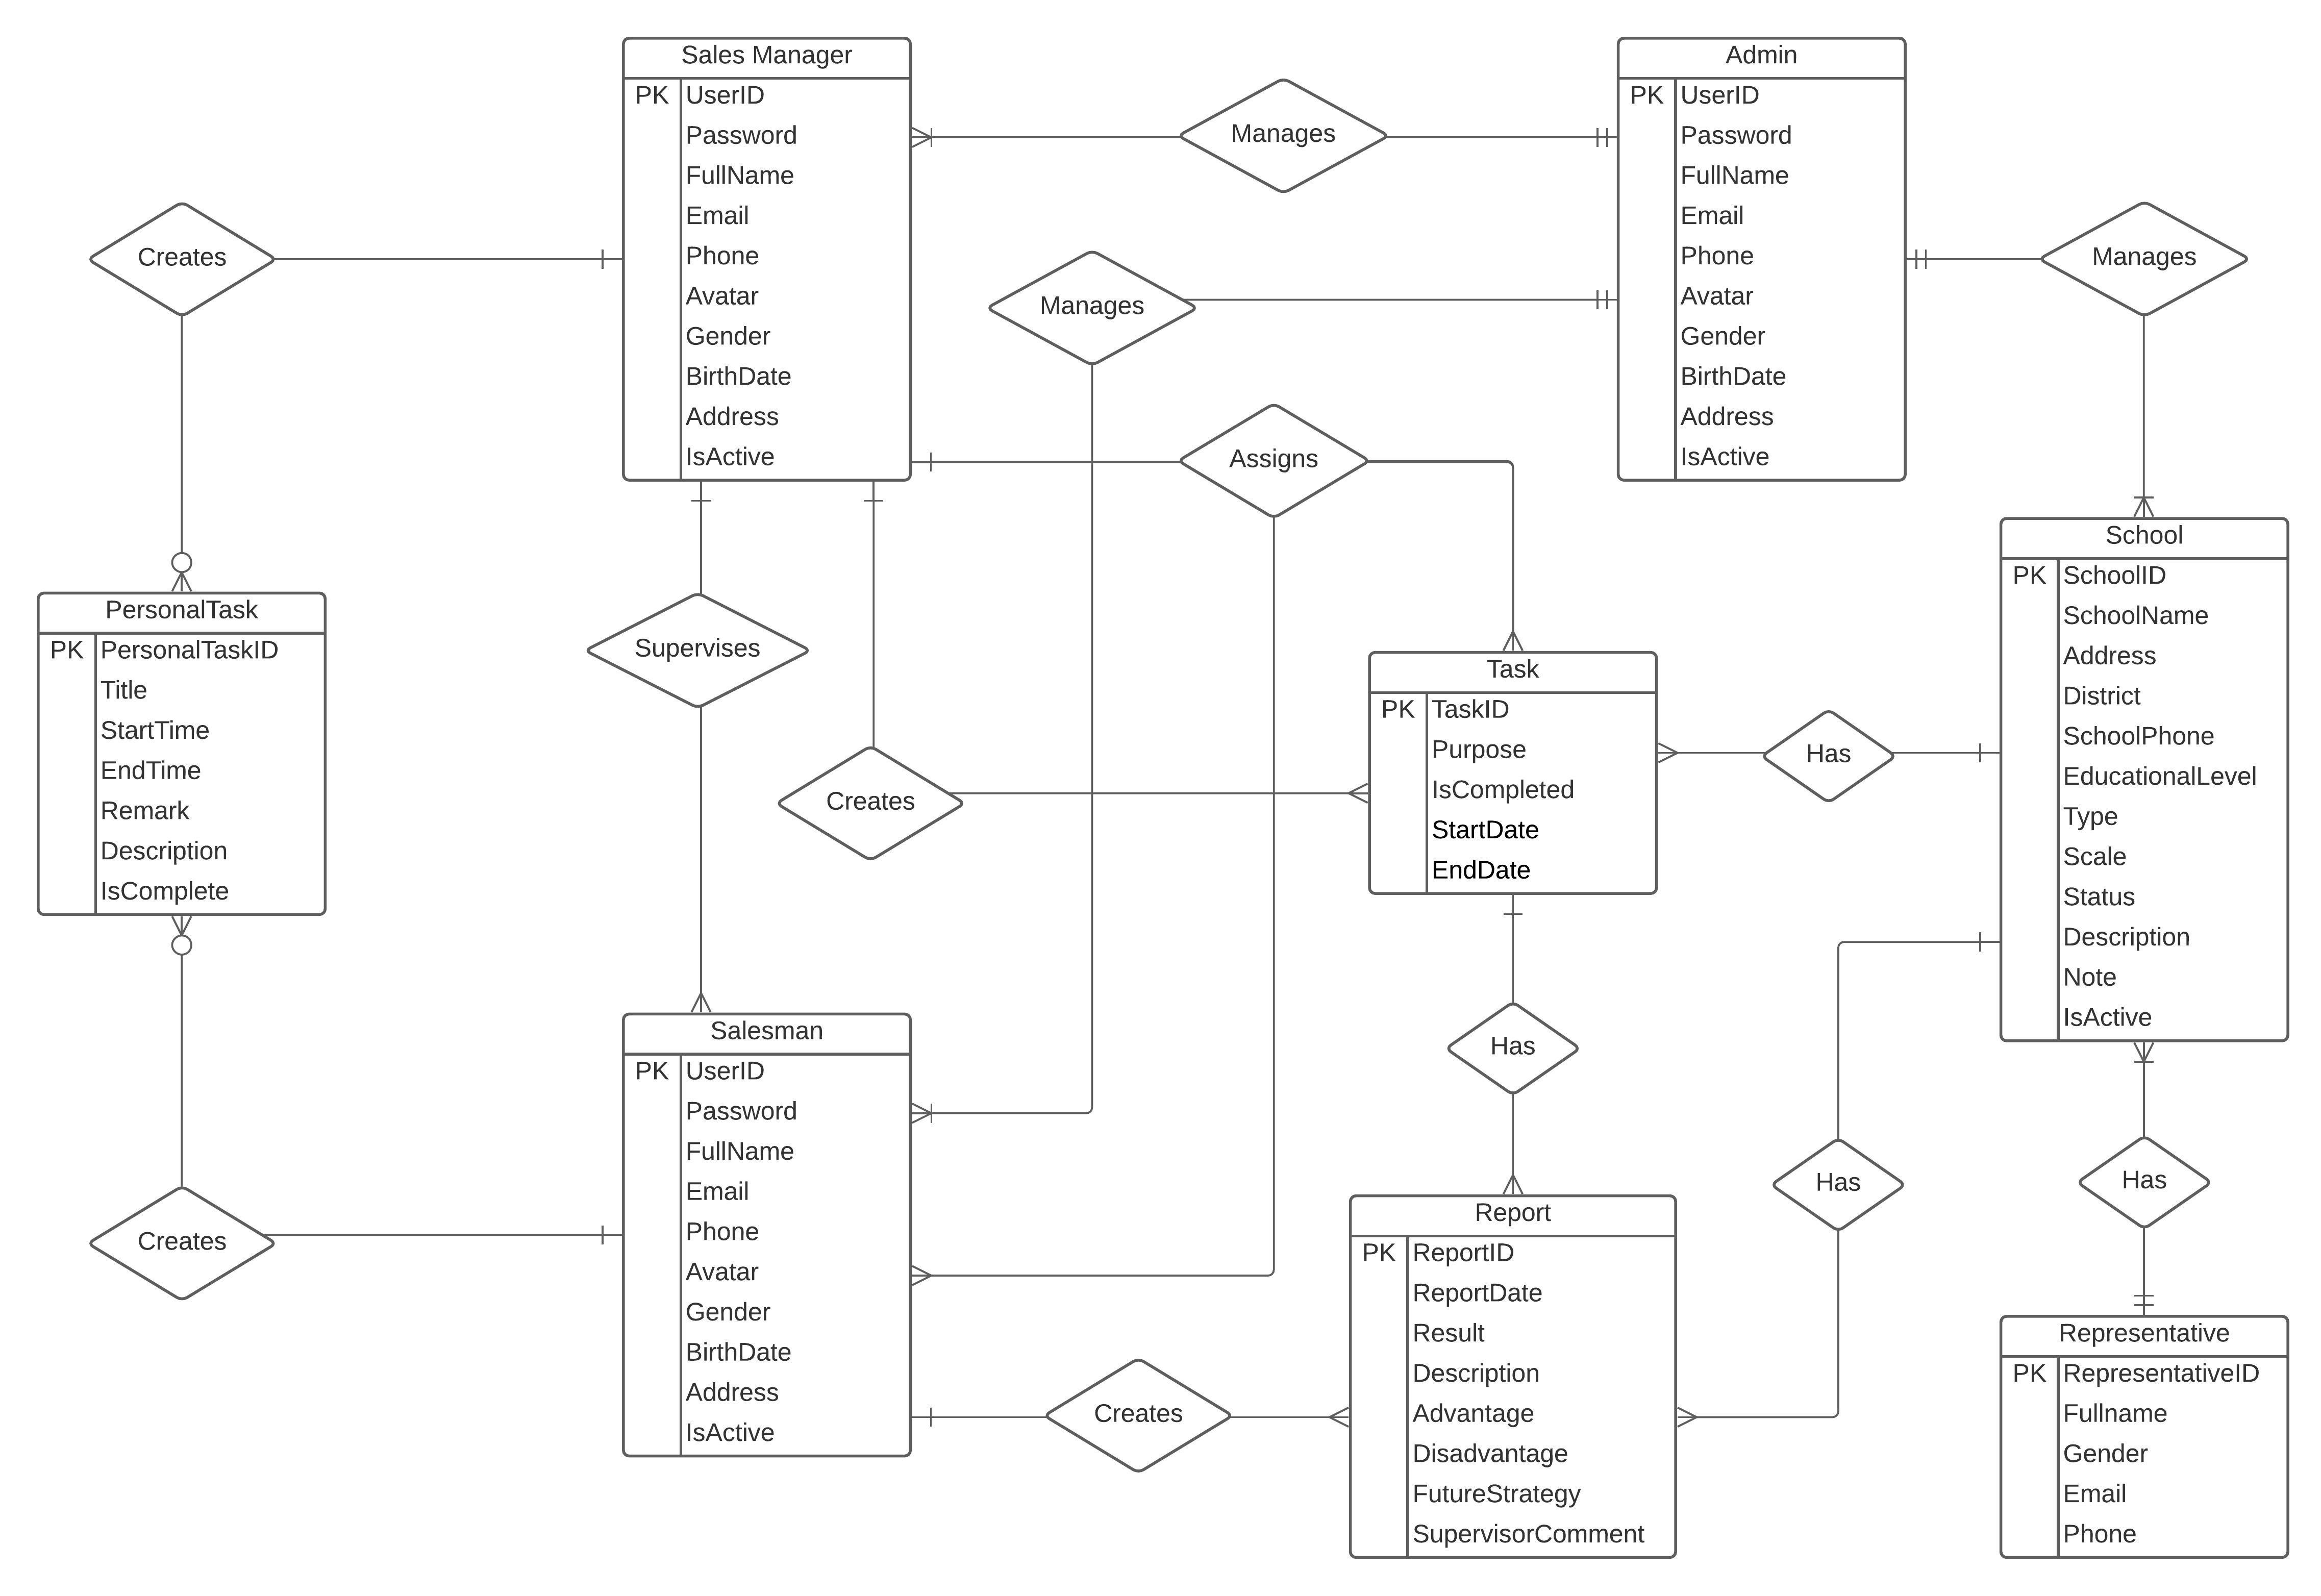 Sales Manager
PK UserID
Password
FullName
Email
Phone
Avatar
Gender
BirthDate
Address
IsActive
Admin
PK UserID
Password
FullName
Email
Phone
Avatar
Gender
BirthDate
Address
IsActive
Manages
Creates
Manages
Manages
Assigns
School
PK SchoolID
SchoolName
Address
District
SchoolPhone
EducationalLevel
Type
Scale
Status
Description
Note
IsActive
PersonalTask
PK PersonalTaskID
Title
StartTime
EndTime
Remark
Description
IsComplete
Supervises
Creates
Task
PK TaskID
Purpose
IsCompleted
StartDate
EndDate
Has
Salesman
PK UserID
Password
FullName
Email
Phone
Avatar
Gender
BirthDate
Address
IsActive
Has
Has
Has
Creates
Creates
Report
PK ReportID
ReportDate
Result
Description
Advantage
Disadvantage
FutureStrategy
SupervisorComment
Representative
PK RepresentativeID
Fullname
Gender
Email
Phone